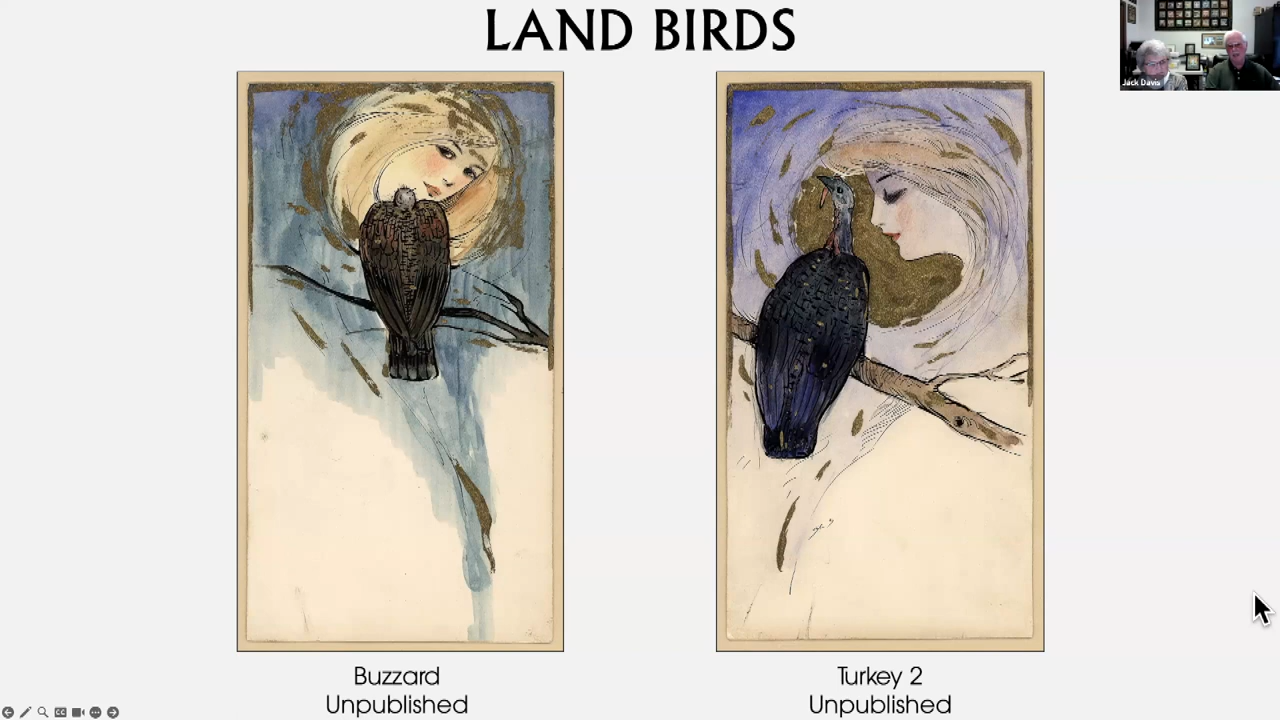 LAND BIRDS
Jack Davis
Buzzard
Unpublished
Turkey 2
Unpublished